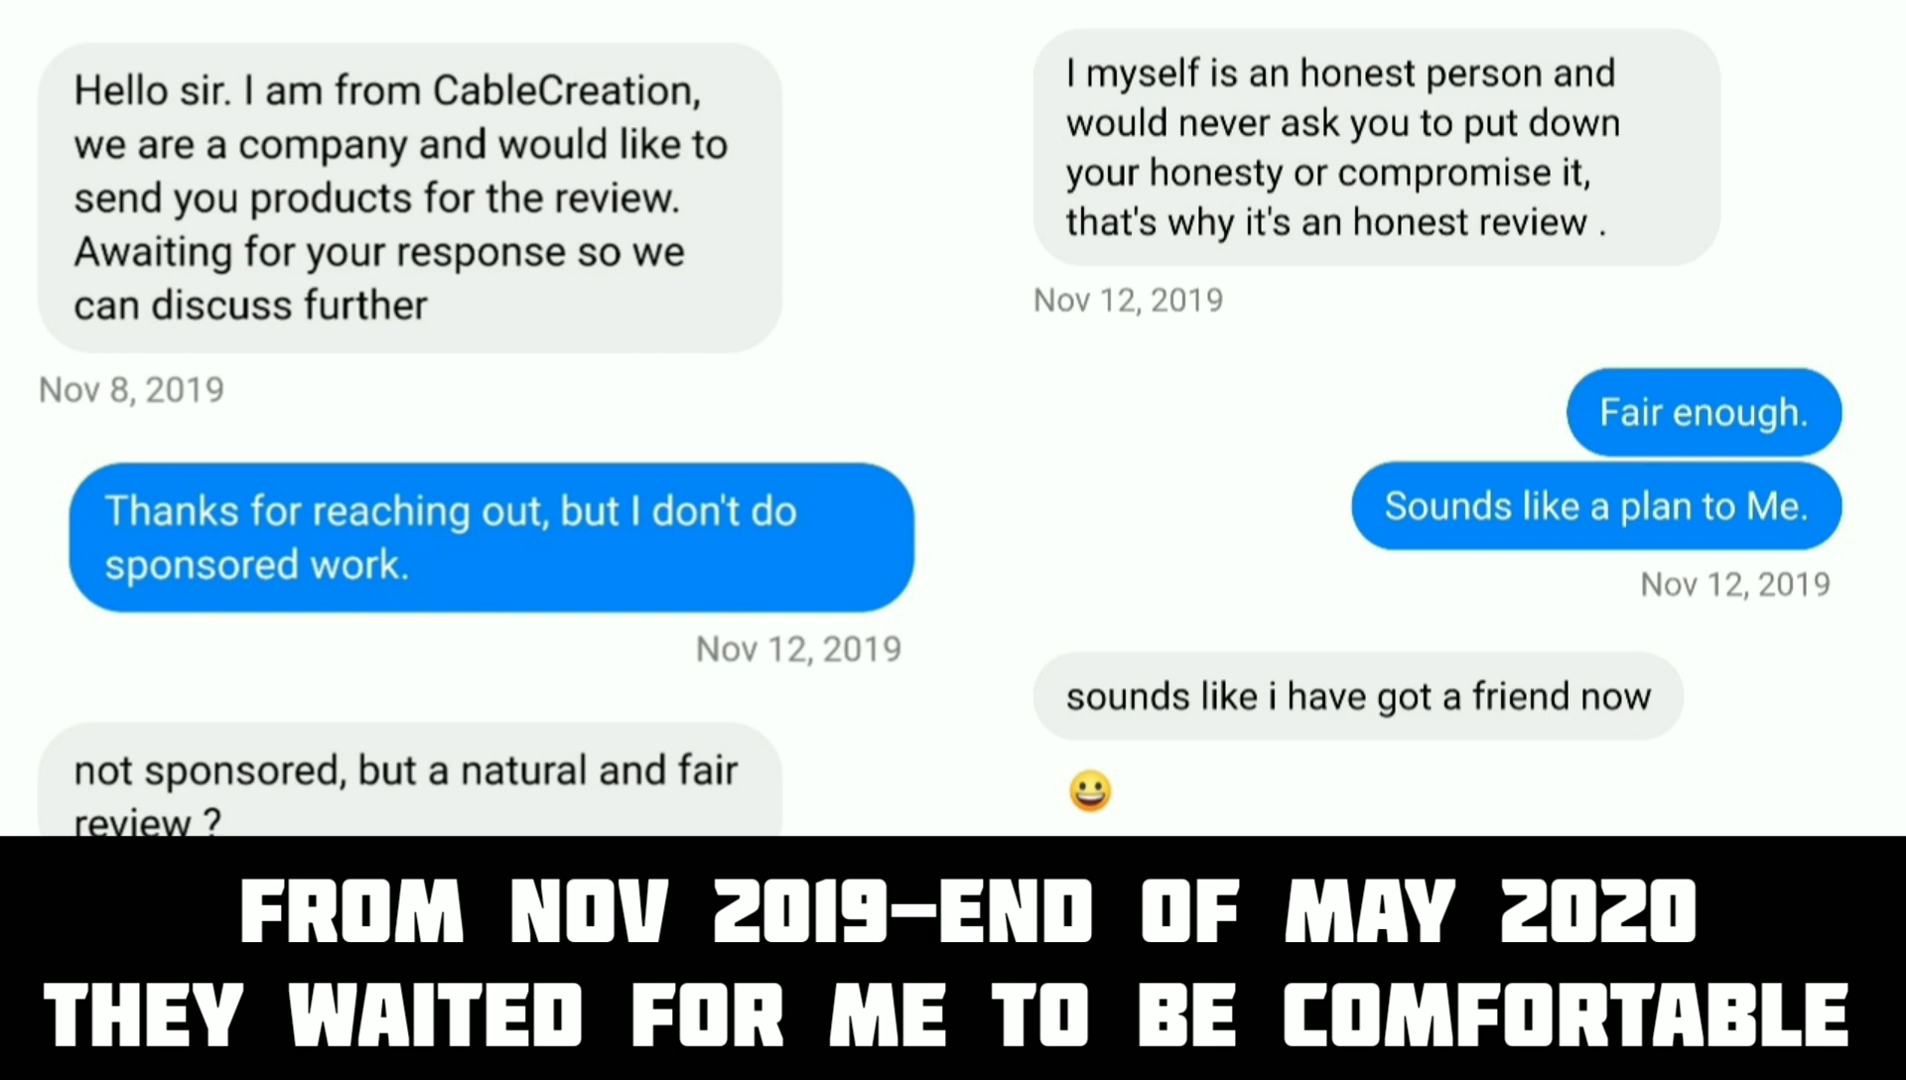 Hello sir. I am from CableCreation,
we are a company and would like to
send you products for the review.
Awaiting for your response so we
can discuss further
Nov 8, 2019
Thanks for reaching out, but I don't do
sponsored work.
Nov 12, 2019
not sponsored, but a natural and fair
review ?
I myself is an honest person and
would never ask you to put down
your honesty or compromise it,
that's why it's an honest review .
Nov 12, 2019
Fair enough.
Sounds like a plan to Me.
Nov 12, 2019
sounds like i have got a friend now
😀
FROM NOV 2019-END OF MAY 2020
THEY WAITED FOR ME TO BE COMFORTABLE